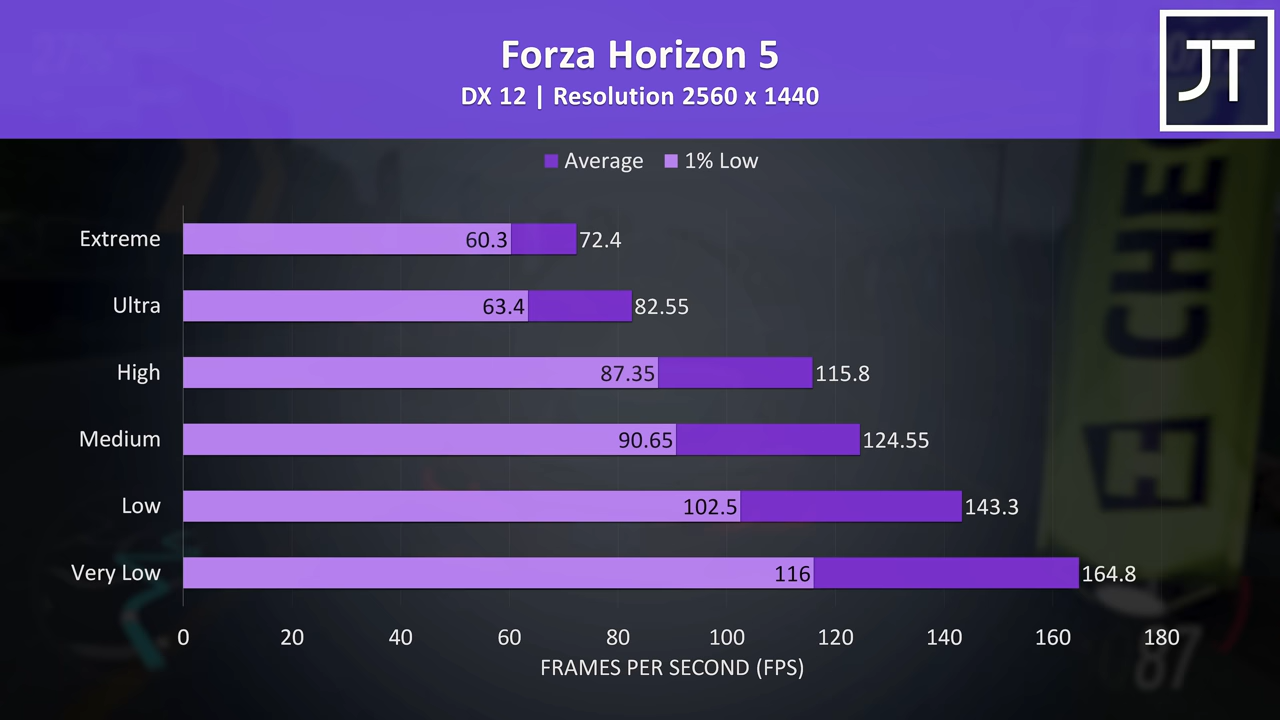 Forza Horizon 5
DX 12 | Resolution 2560 x 1440
JT
Average 1% Low
Extreme 60.3 72.4
Ultra 63.4 82.55
High 87.35 115.8
Medium 90.65 124.55
Low 102.5 143.3
Very Low 116 164.8
0 20 40 60 80 100 120 140 160 180
FRAMES PER SECOND (FPS)
H CHEC
87